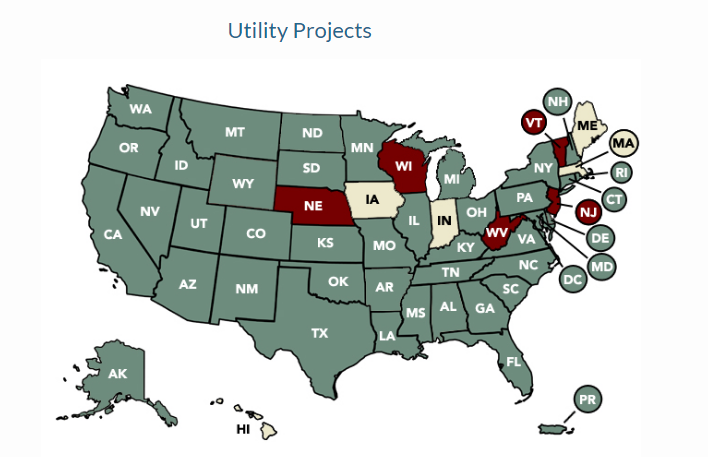 Utility Projects
NH
VT
ME
WA
MT
ND
MN
MA
OR
WI
ID
SD
MI
NY
RI
WY
CT
NE
IA
PA
NV
IL
IN
OH
NJ
UT
CO
WV
CA
KS
MO
KY
VA
DE
MD
AZ
NM
OK
AR
TN
NC
DC
SC
MS
AL
GA
TX
LA
FL
AK
PR
HI